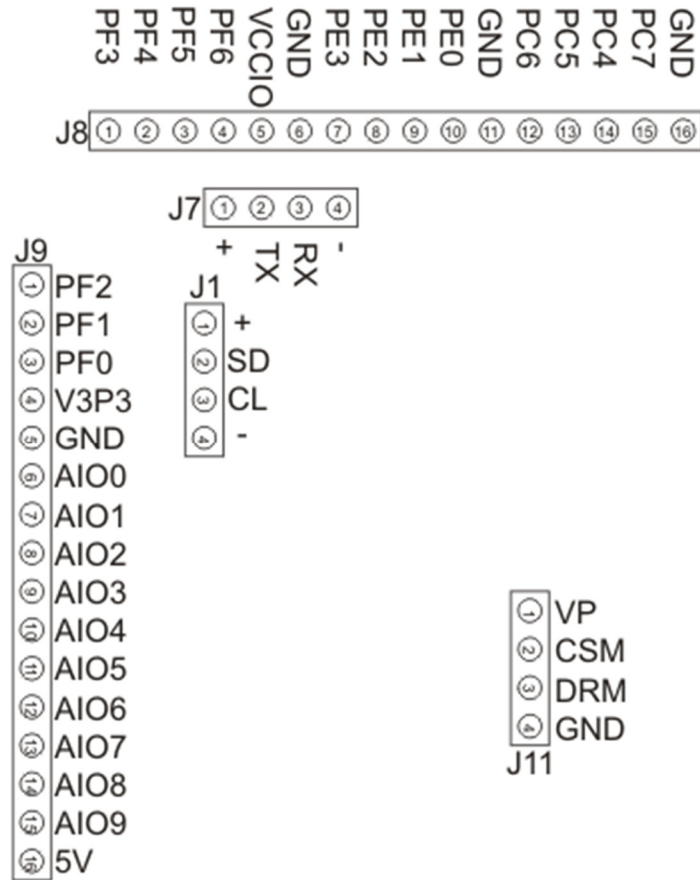 PF3 PF4 PF5 PF6 VCCIO GND PE3 PE2 PE1 PE0 GND PC6 PC5 PC4 PC7 GND
J8 1 2 3 4 5 6 7 8 9 10 11 12 13 14 15 16
J7 1 2 3 4
+ TX RX -
J9
1 PF2
2 PF1
3 PF0
4 V3P3
5 GND
6 AIO0
7 AIO1
8 AIO2
9 AIO3
10 AIO4
11 AIO5
12 AIO6
13 AIO7
14 AIO8
15 AIO9
16 5V
J1
1 +
2 SD
3 CL
4 -
1 VP
2 CSM
3 DRM
4 GND
J11